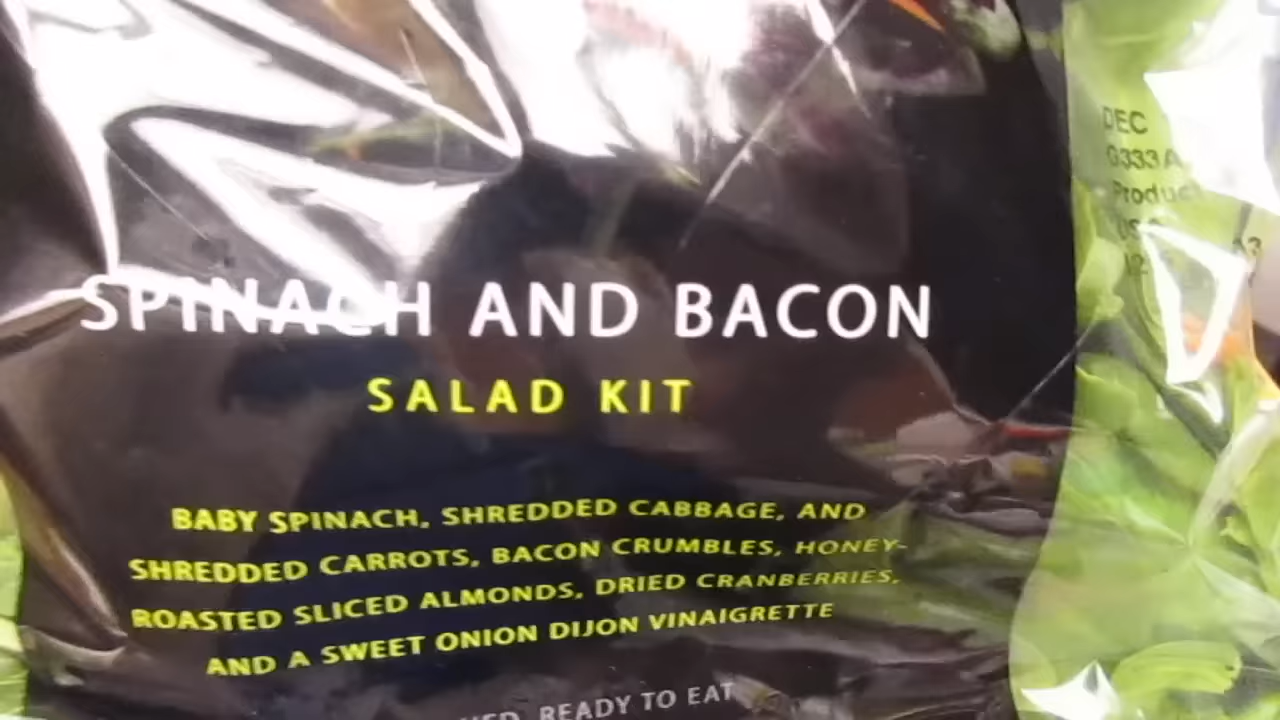 SPINACH AND BACON
SALAD KIT
BABY SPINACH, SHREDDED CABBAGE, AND
SHREDDED CARROTS, BACON CRUMBLES, HONEY-
ROASTED SLICED ALMONDS, DRIED CRANBERRIES,
AND A SWEET ONION DIJON VINAIGRETTE
READY TO EAT
DEC
G333A